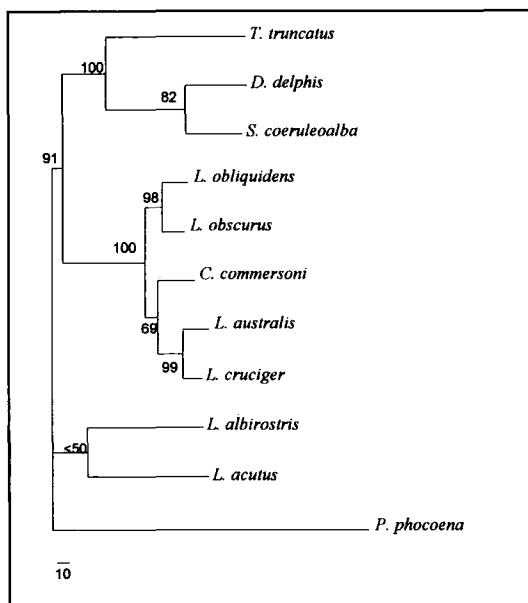 T. truncatus
100
D. delphis
82
S. coeruleoalba
91
L. obliquidens
98
L. obscurus
100
C. commersoni
L. australis
69
99
L. cruciger
L. albirostris
<50
L. acutus
P. phocoena
10